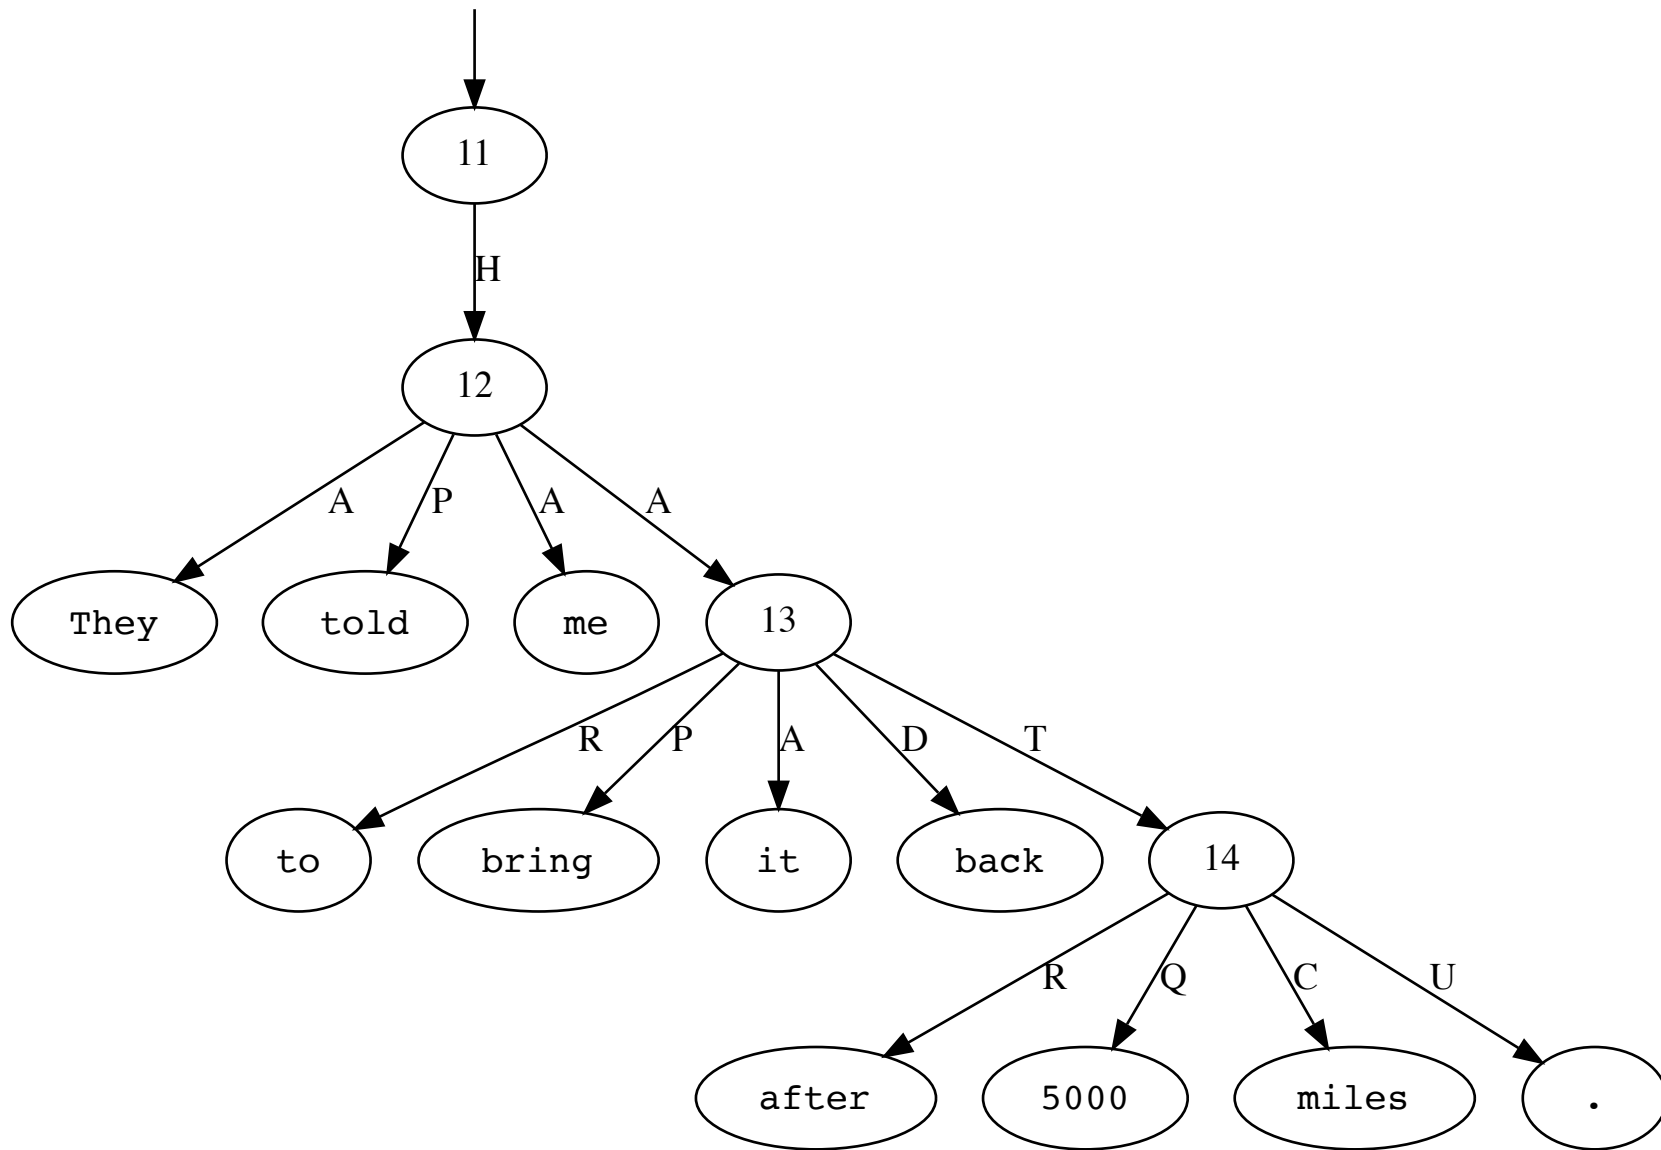 11
H
12
A P A A
They told me 13
R P A D T
to bring it back 14
R Q C U
after 5000 miles .